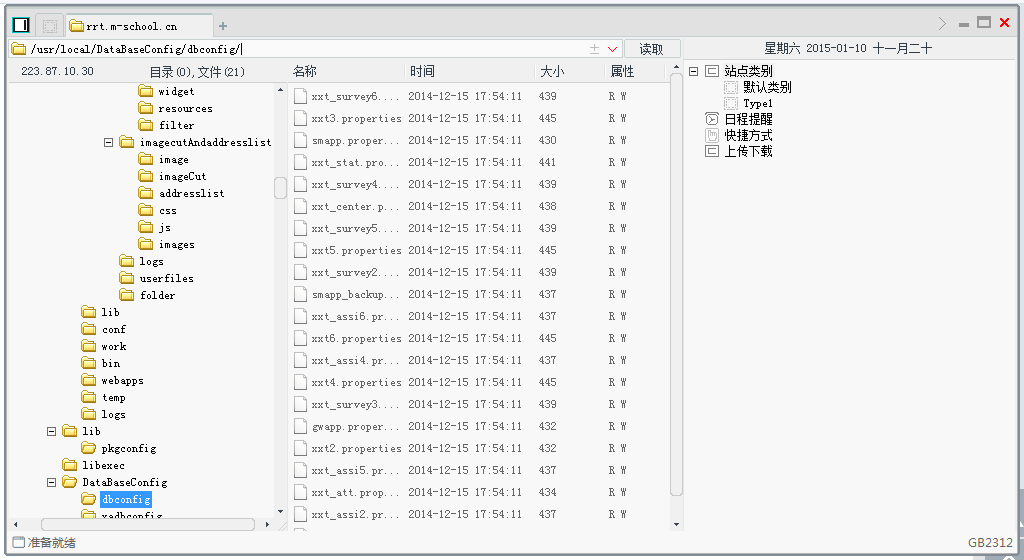 rrt.m-school.cn
/usr/local/DataBaseConfig/dbconfig/
读取
星期六 2015-01-10 十一月二十
223.87.10.30
目录(0),文件(21)
名称 时间 大小 属性
widget
resources
filter
imagecutAndaddresslist
image
imageCut
addresslist
css
js
images
logs
userfiles
folder
lib
conf
work
bin
webapps
temp
logs
lib
pkgconfig
libexec
DataBaseConfig
dbconfig
xadbconfig
xxt_survey6.... 2014-12-15 17:54:11 439 R W
xxt3.properties 2014-12-15 17:54:11 445 R W
smapp.proper... 2014-12-15 17:54:11 430 R W
xxt_stat.pro... 2014-12-15 17:54:11 441 R W
xxt_survey4.... 2014-12-15 17:54:11 439 R W
xxt_center.p... 2014-12-15 17:54:11 438 R W
xxt_survey5.... 2014-12-15 17:54:11 439 R W
xxt5.properties 2014-12-15 17:54:11 445 R W
xxt_survey2.... 2014-12-15 17:54:11 439 R W
smapp_backup... 2014-12-15 17:54:11 437 R W
xxt_assi6.pr... 2014-12-15 17:54:11 437 R W
xxt6.properties 2014-12-15 17:54:11 445 R W
xxt_assi4.pr... 2014-12-15 17:54:11 437 R W
xxt4.properties 2014-12-15 17:54:11 445 R W
xxt_survey3.... 2014-12-15 17:54:11 439 R W
gwapp.proper... 2014-12-15 17:54:11 432 R W
xxt2.properties 2014-12-15 17:54:11 432 R W
xxt_assi5.pr... 2014-12-15 17:54:11 437 R W
xxt_att.prop... 2014-12-15 17:54:11 434 R W
xxt_assi2.pr... 2014-12-15 17:54:11 437 R W
站点类别
默认类别
Type1
日程提醒
快捷方式
上传下载
准备就绪
GB2312